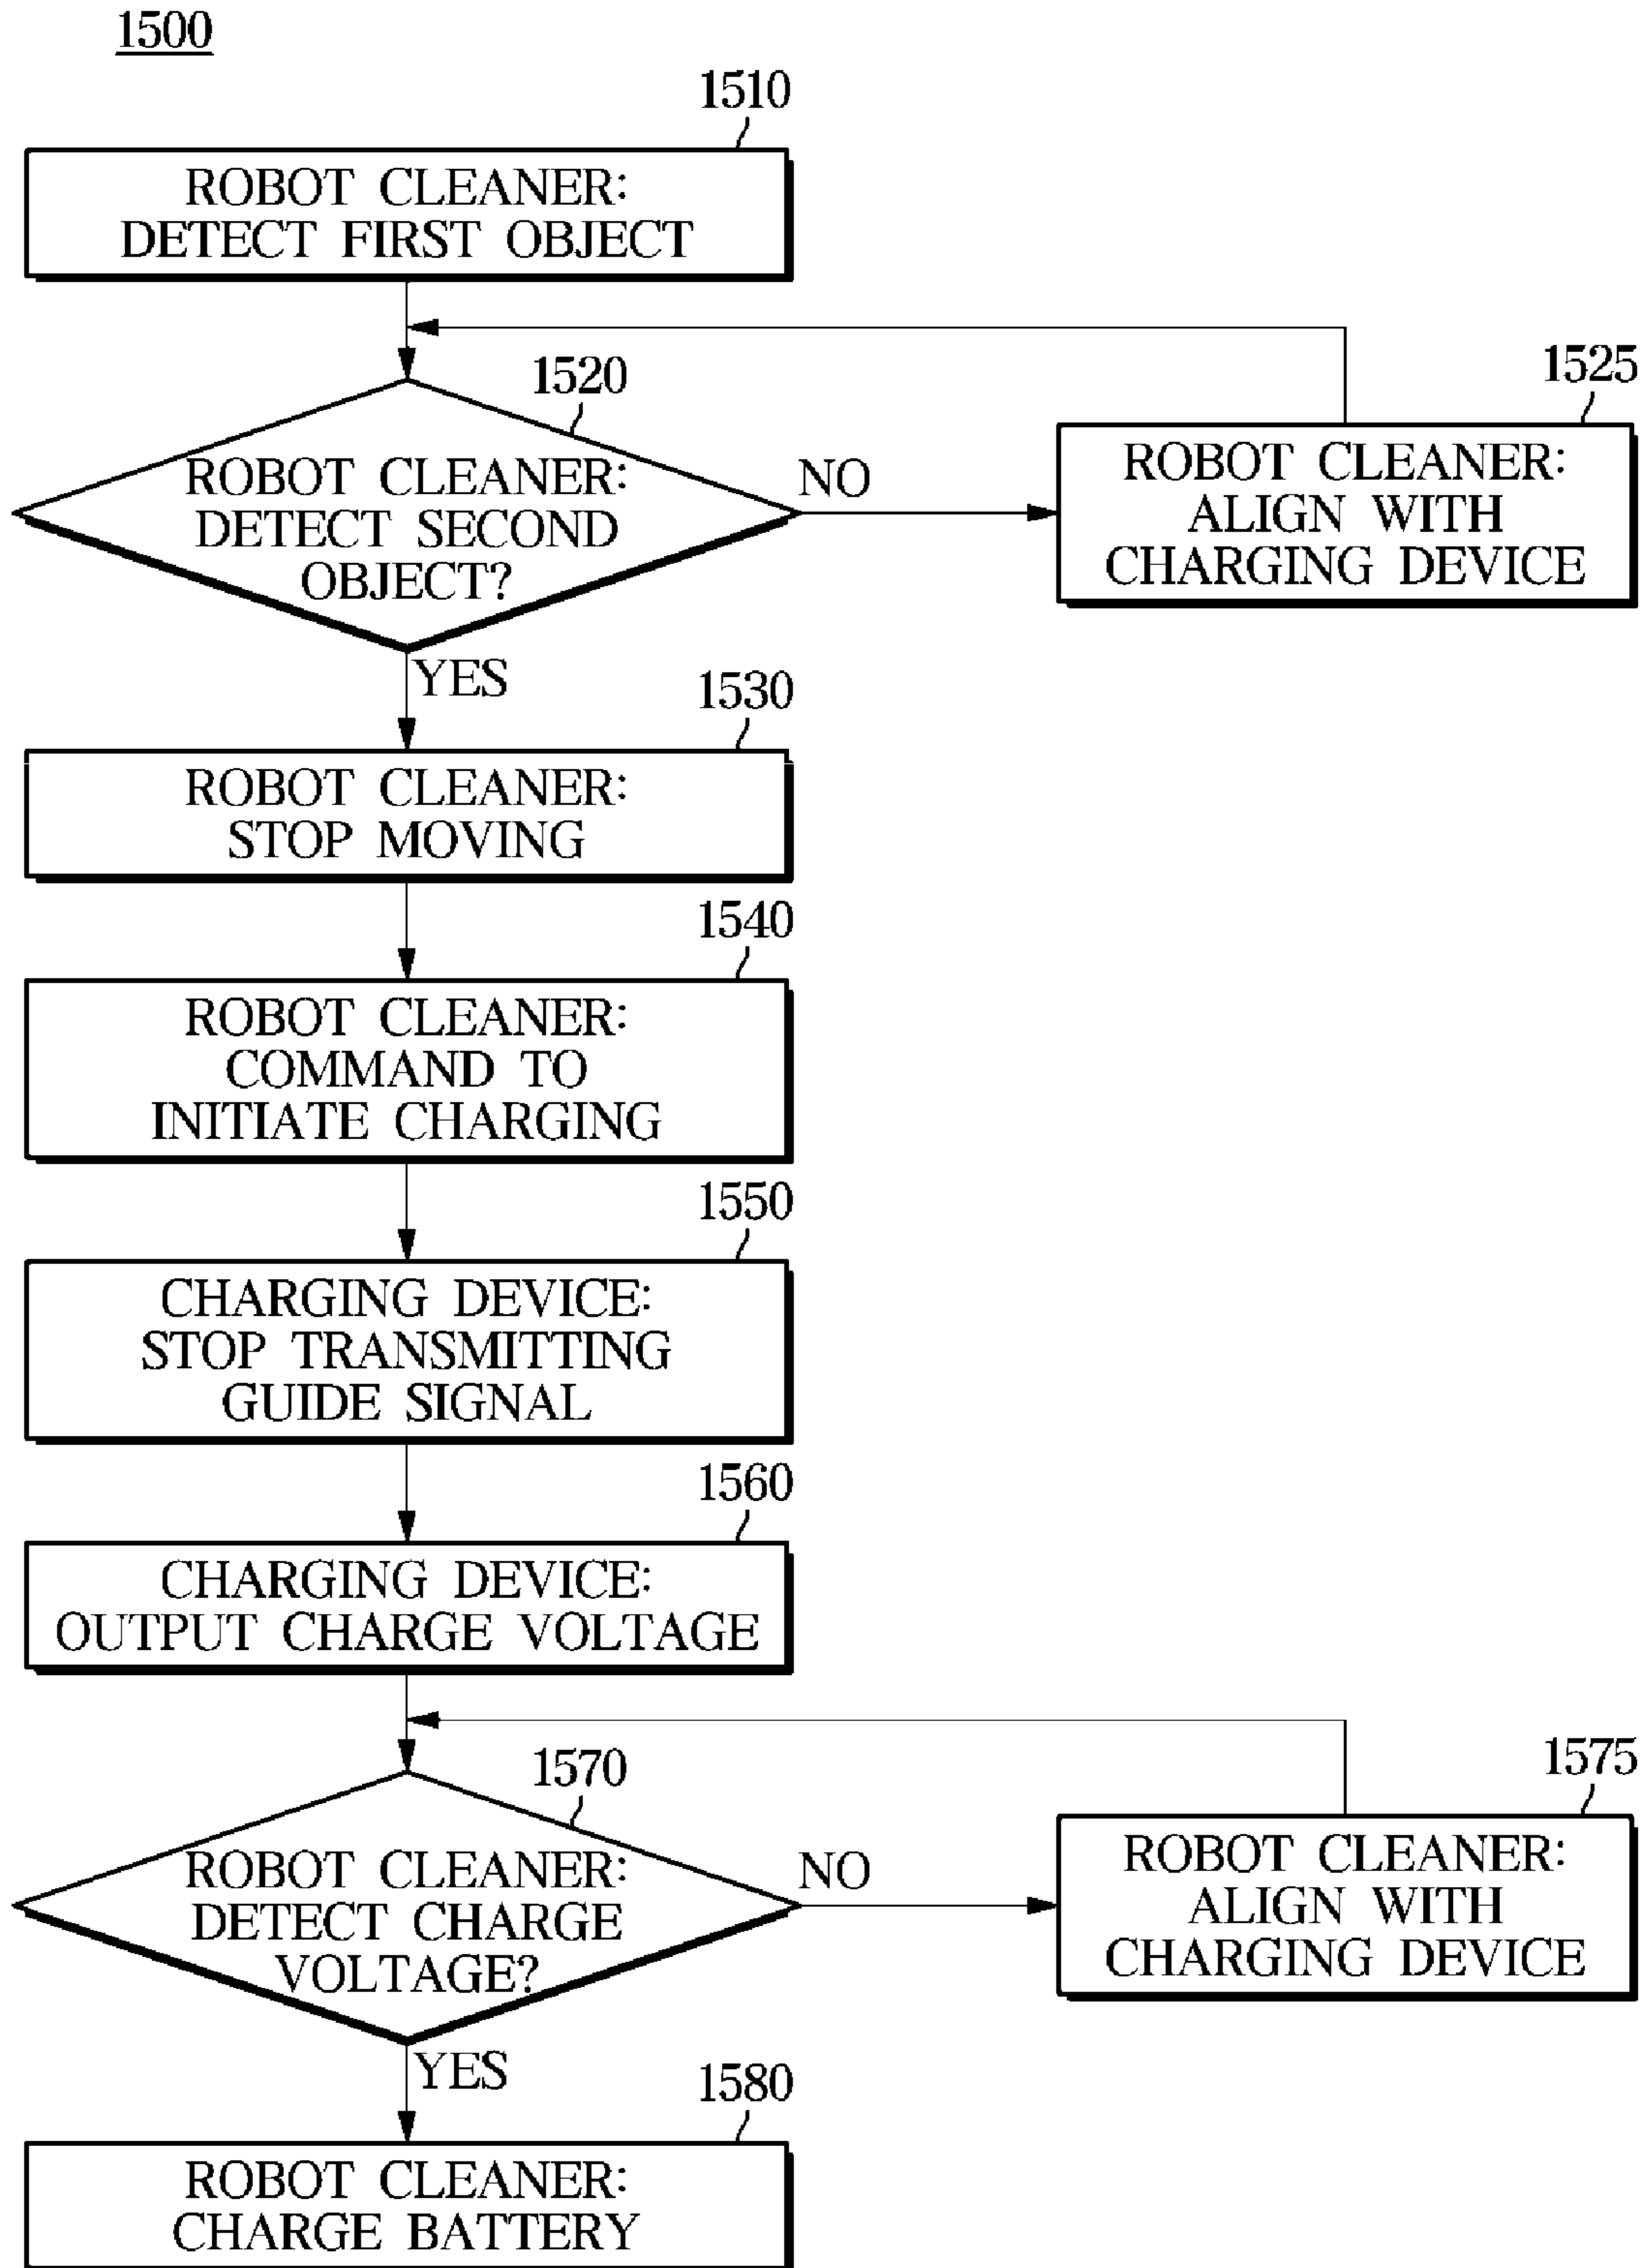 1500
1510
ROBOT CLEANER:
DETECT FIRST OBJECT
1520
ROBOT CLEANER:
DETECT SECOND
OBJECT?
NO
1525
ROBOT CLEANER:
ALIGN WITH
CHARGING DEVICE
YES
1530
ROBOT CLEANER:
STOP MOVING
1540
ROBOT CLEANER:
COMMAND TO
INITIATE CHARGING
1550
CHARGING DEVICE:
STOP TRANSMITTING
GUIDE SIGNAL
1560
CHARGING DEVICE:
OUTPUT CHARGE VOLTAGE
1570
ROBOT CLEANER:
DETECT CHARGE
VOLTAGE?
NO
1575
ROBOT CLEANER:
ALIGN WITH
CHARGING DEVICE
YES
1580
ROBOT CLEANER:
CHARGE BATTERY